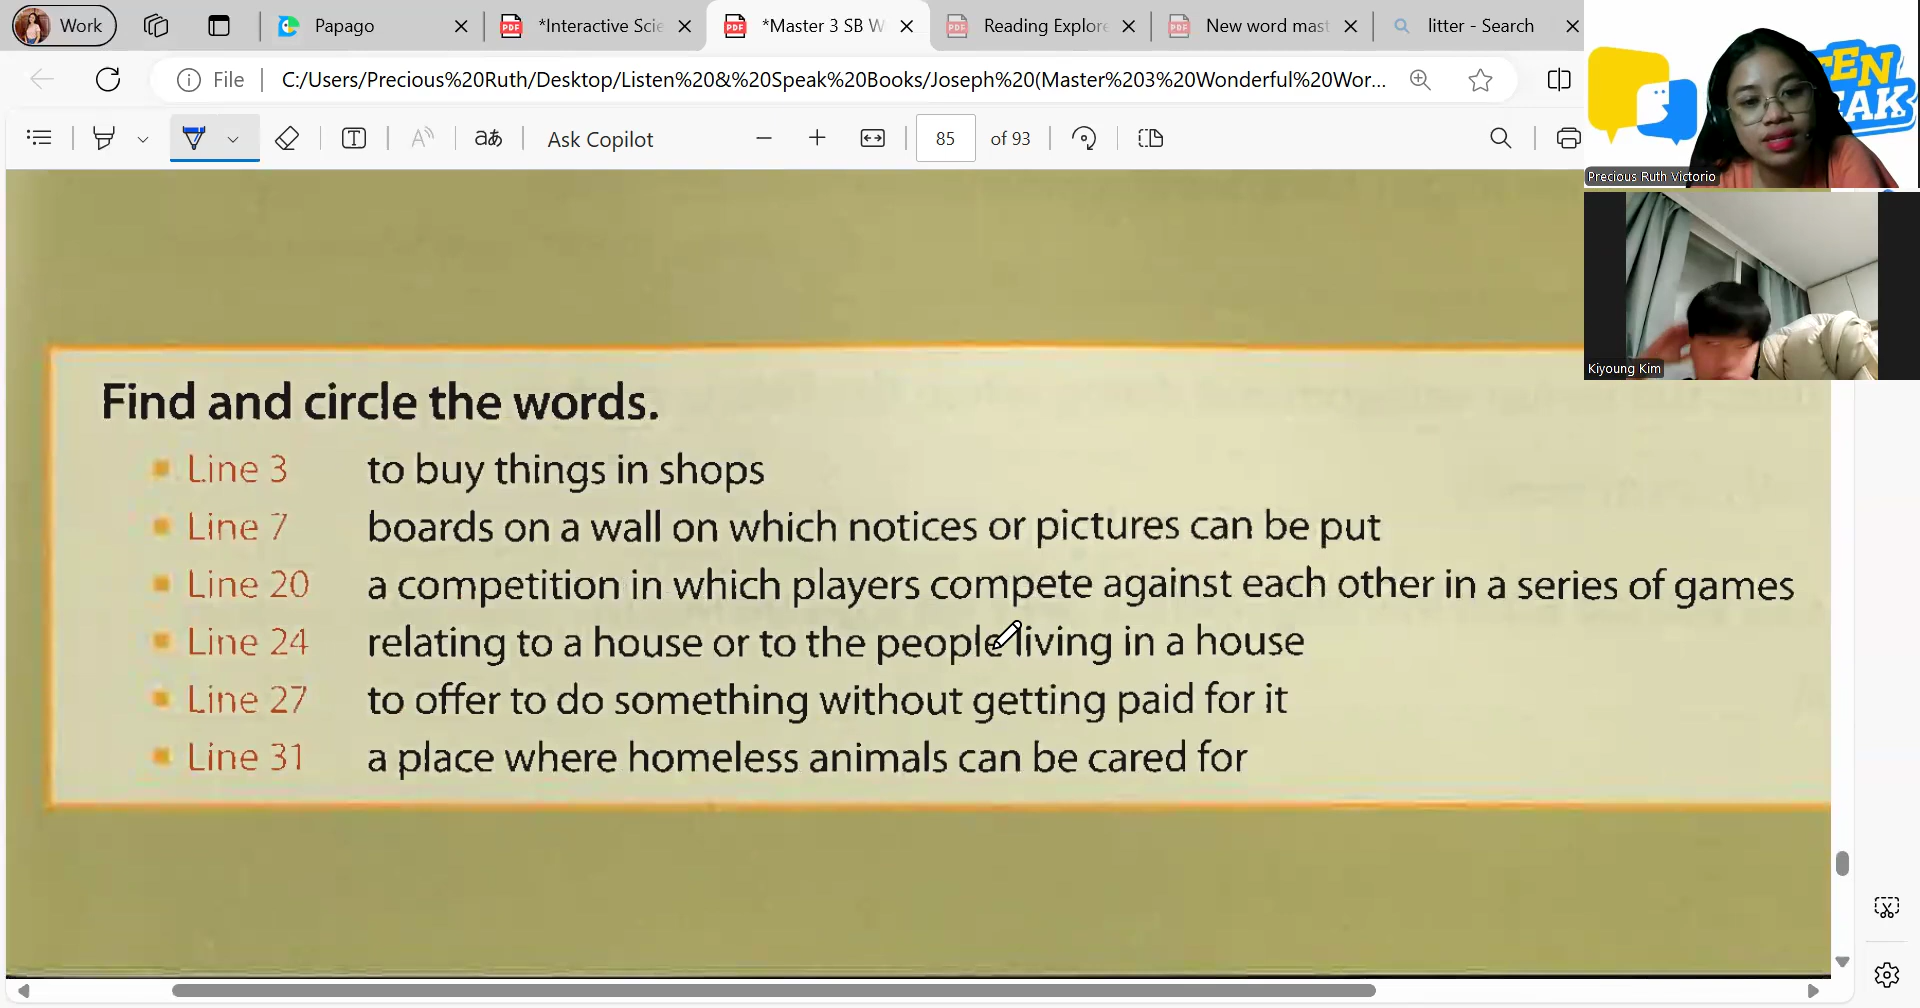 Work
Papago
*Interactive Scie
*Master 3 SB W
Reading Explore
New word mast
litter - Search
File
C:/Users/Precious%20Ruth/Desktop/Listen%20&%20Speak%20Books/Joseph%20(Master%203%20Wonderful%20Wor...
aあ
Ask Copilot
85
of 93
EN
EAK
Precious Ruth Victorio
Kiyoung Kim
Find and circle the words.
Line 3 to buy things in shops
Line 7 boards on a wall on which notices or pictures can be put
Line 20 a competition in which players compete against each other in a series of games
Line 24 relating to a house or to the people living in a house
Line 27 to offer to do something without getting paid for it
Line 31 a place where homeless animals can be cared for